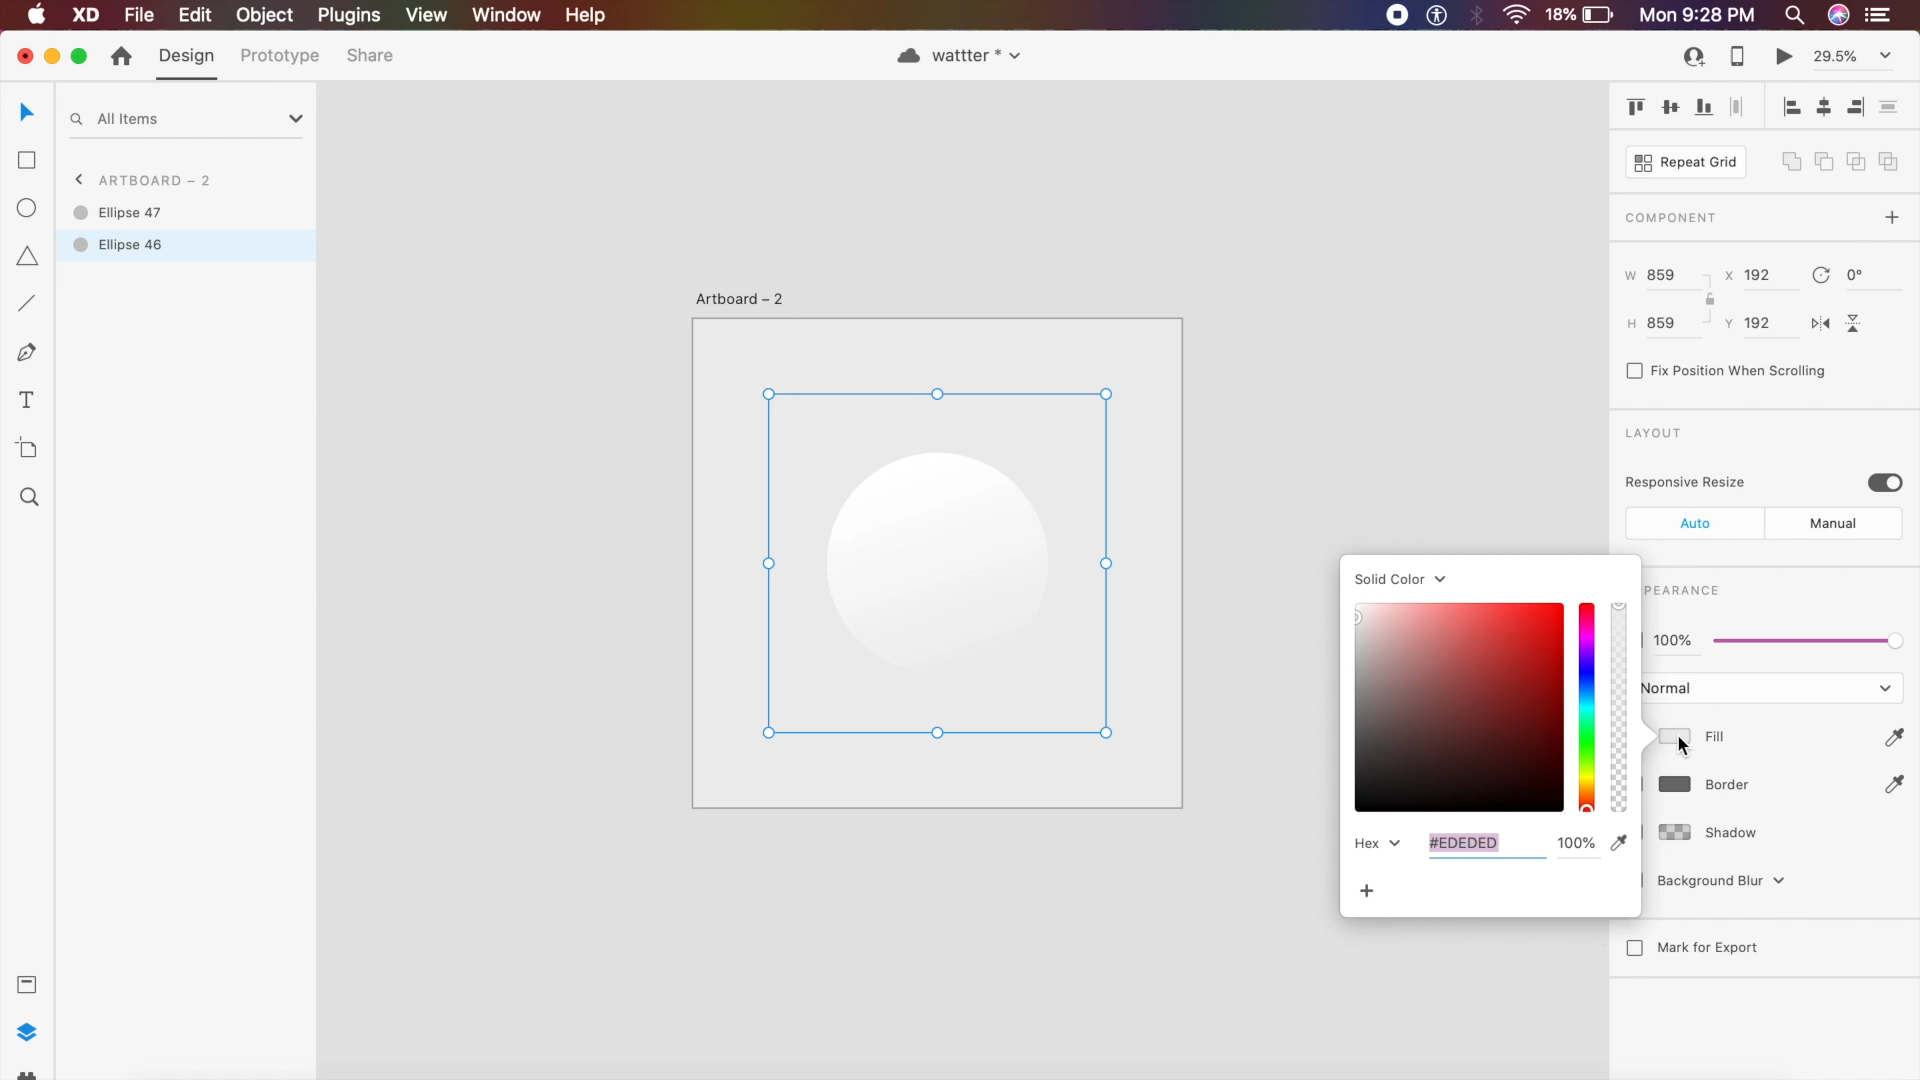 XD File Edit Object Plugins View Window Help 18% Mon 9:28 PM
Design Prototype Share wattter * 29.5%
All Items
ARTBOARD – 2
Ellipse 47
Ellipse 46
Artboard – 2
Repeat Grid
COMPONENT
W 859 X 192 0°
H 859 Y 192
Fix Position When Scrolling
LAYOUT
Responsive Resize
Auto Manual
Solid Color
PEARANCE
100%
Normal
Fill
Border
Shadow
Hex #EDEDED 100%
Background Blur
Mark for Export